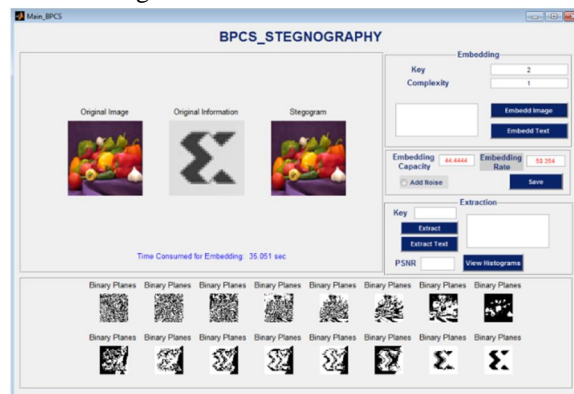 Main_BPCS
BPCS_STEGNOGRAPHY
Original Image
Original Information
Stegogram
Time Consumed for Embedding: 35.051 sec
Embedding
Key
2
Complexity
1
Embedd Image
Embedd Text
Embedding Capacity
44.4444
Embedding Rate
Add Noise
Save
Extraction
Key
Extract
Extract Text
PSNR
View Histograms
Binary Planes Binary Planes Binary Planes Binary Planes Binary Planes Binary Planes Binary Planes Binary Planes
Binary Planes Binary Planes Binary Planes Binary Planes Binary Planes Binary Planes Binary Planes Binary Planes